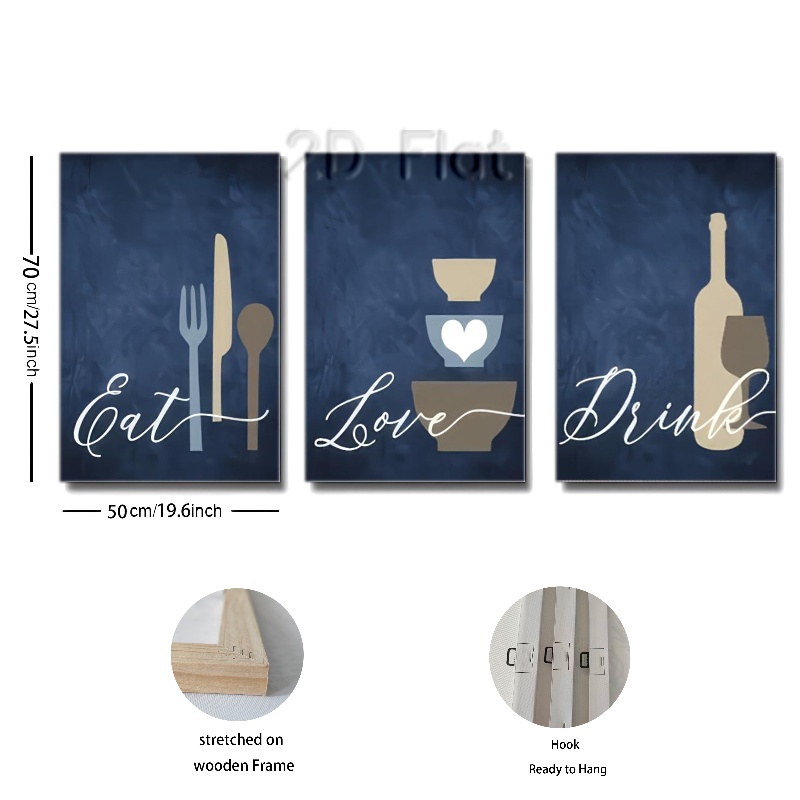 2D Flat
Eat
Love
Drink
70 cm/27.5inch
50cm/19.6inch
stretched on
wooden Frame
Hook
Ready to Hang